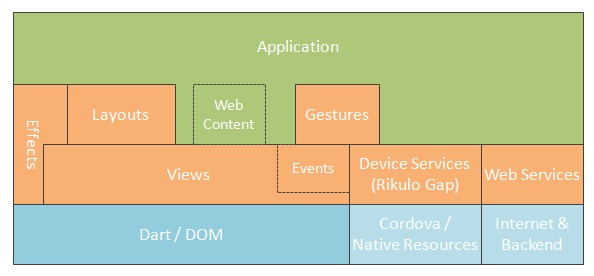 Application
Effects
Layouts
Web
Content
Gestures
Views
Events
Device Services
(Rikulo Gap)
Web Services
Dart / DOM
Cordova /
Native Resources
Internet &
Backend